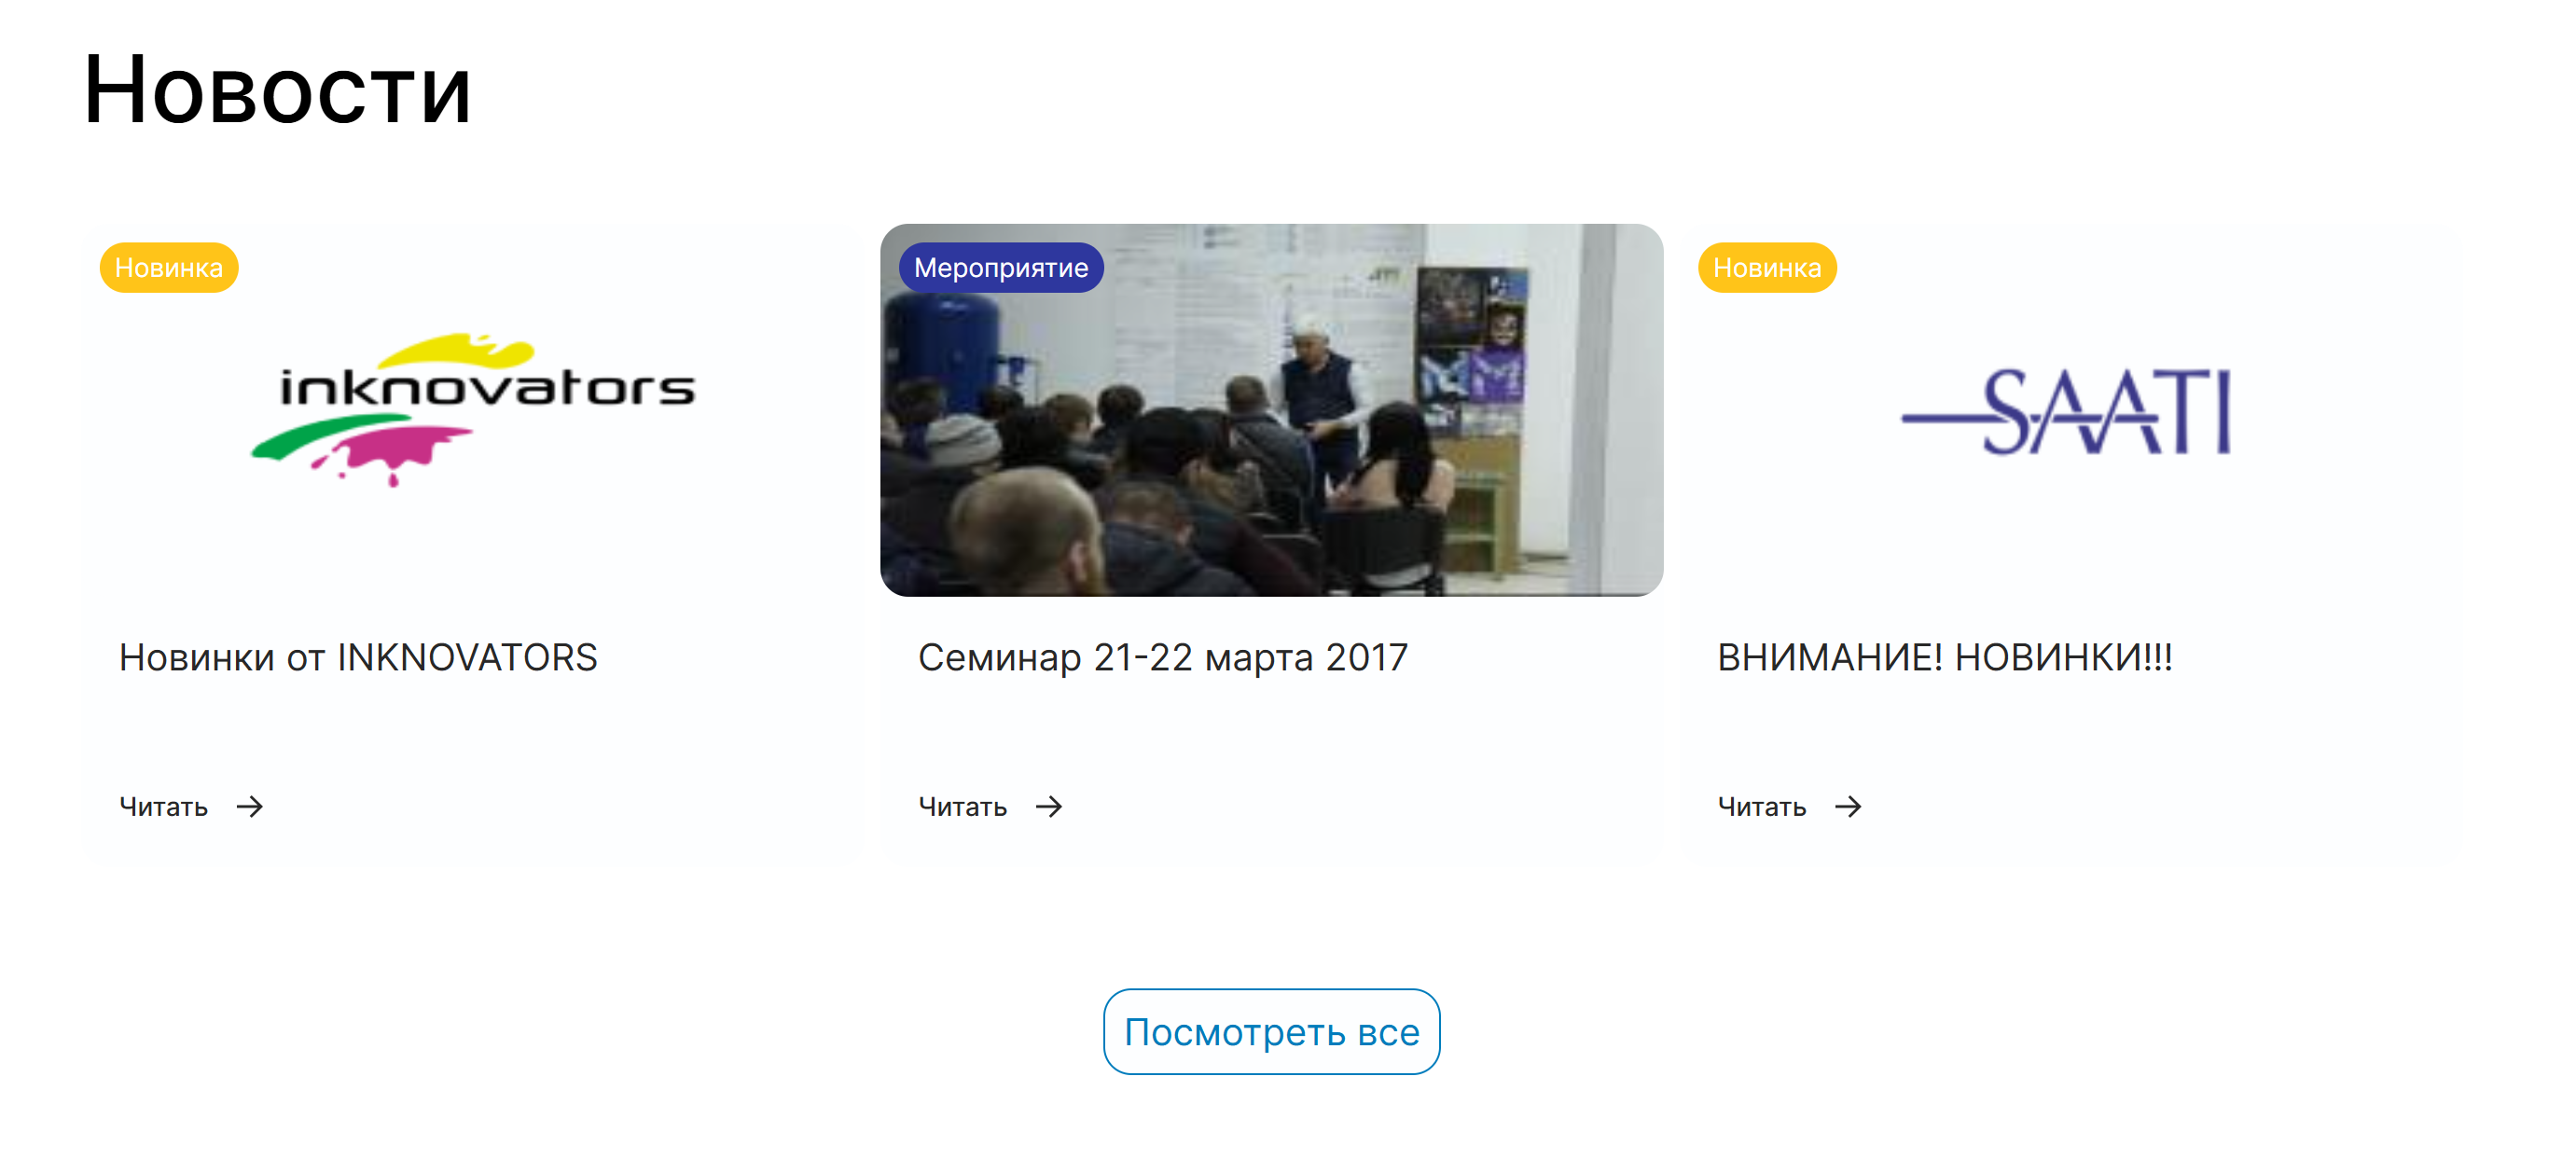 Новости
Новинка
inknovators
Новинки от INKNOVATORS
Читать
Мероприятие
Семинар 21-22 марта 2017
Читать
Новинка
SAATI
ВНИМАНИЕ! НОВИНКИ!!!
Читать
Посмотреть все